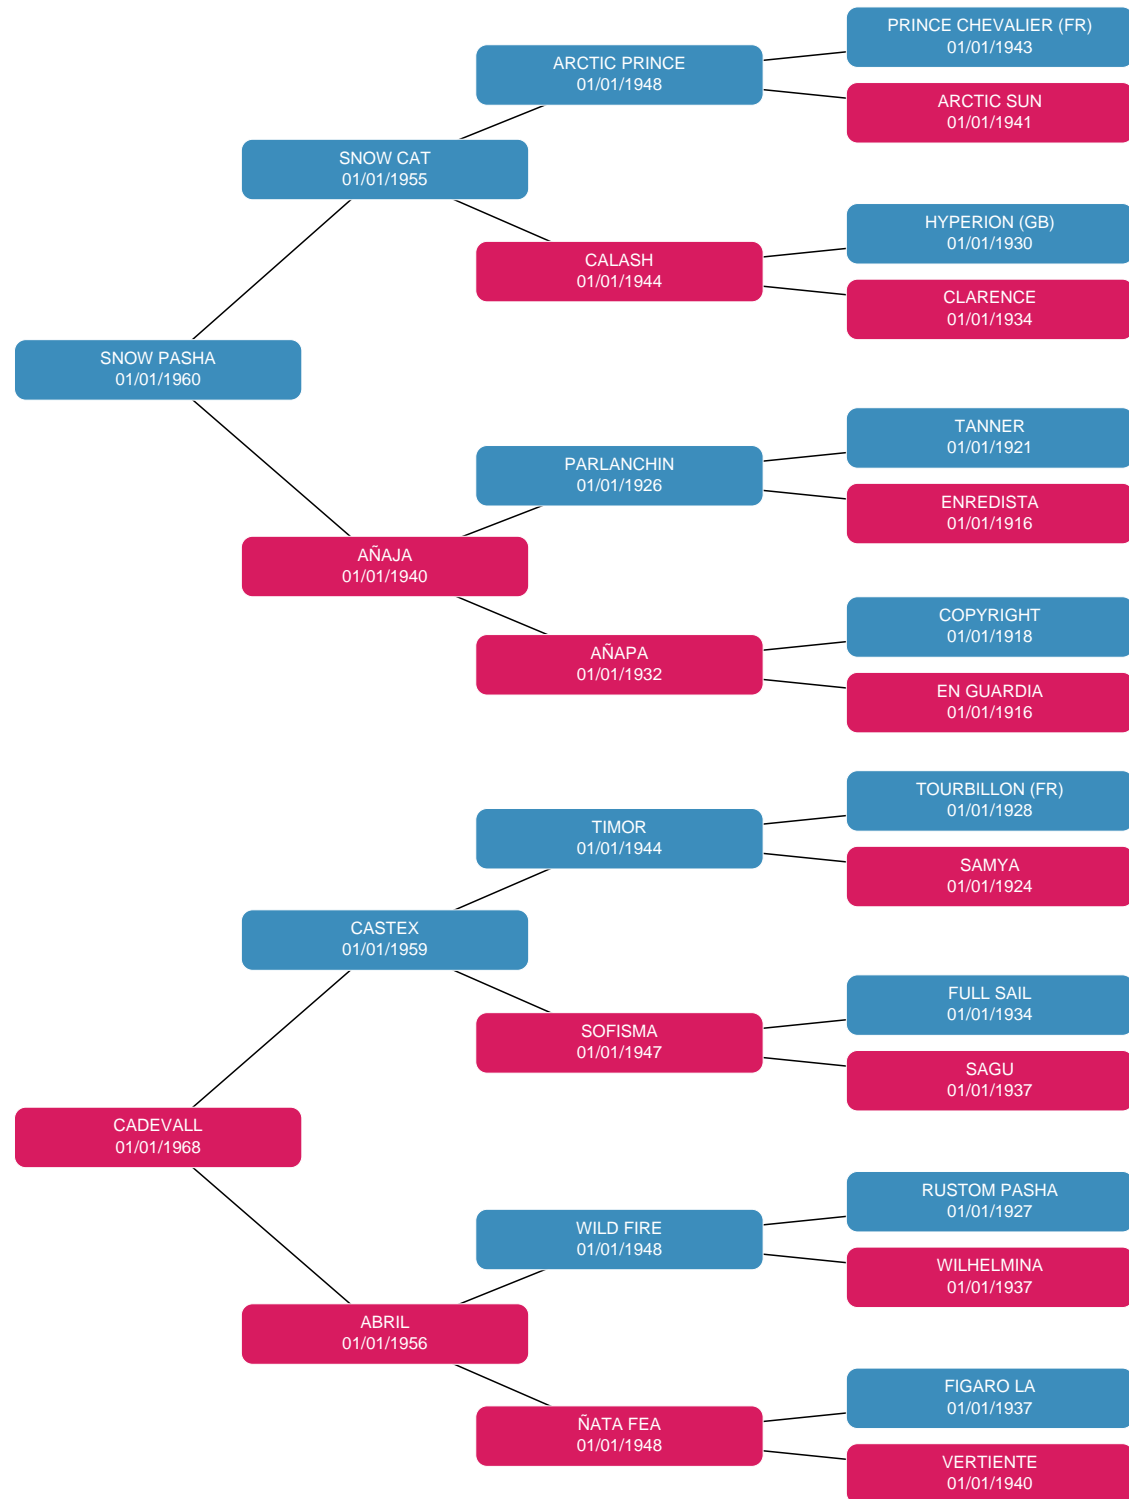 PRINCE CHEVALIER (FR)
01/01/1943
ARCTIC PRINCE
01/01/1948
ARCTIC SUN
01/01/1941
SNOW CAT
01/01/1955
HYPERION (GB)
01/01/1930
CALASH
01/01/1944
CLARENCE
01/01/1934
SNOW PASHA
01/01/1960
TANNER
01/01/1921
PARLANCHIN
01/01/1926
ENREDISTA
01/01/1916
AÑAJA
01/01/1940
COPYRIGHT
01/01/1918
AÑAPA
01/01/1932
EN GUARDIA
01/01/1916
TOURBILLON (FR)
01/01/1928
TIMOR
01/01/1944
SAMYA
01/01/1924
CASTEX
01/01/1959
FULL SAIL
01/01/1934
SOFISMA
01/01/1947
SAGU
01/01/1937
CADEVALL
01/01/1968
RUSTOM PASHA
01/01/1927
WILD FIRE
01/01/1948
WILHELMINA
01/01/1937
ABRIL
01/01/1956
FIGARO LA
01/01/1937
ÑATA FEA
01/01/1948
VERTIENTE
01/01/1940